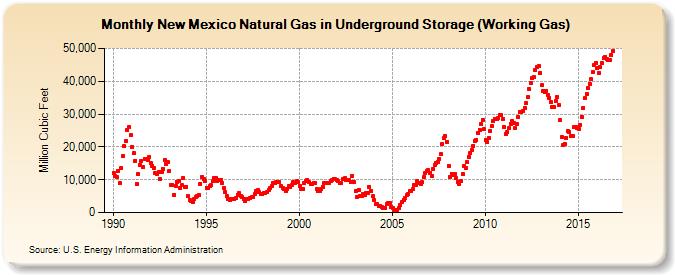 Monthly New Mexico Natural Gas in Underground Storage (Working Gas)
Million Cubic Feet
50,000
40,000
30,000
20,000
10,000
0
1990 1995 2000 2005 2010 2015
Source: U.S. Energy Information Administration